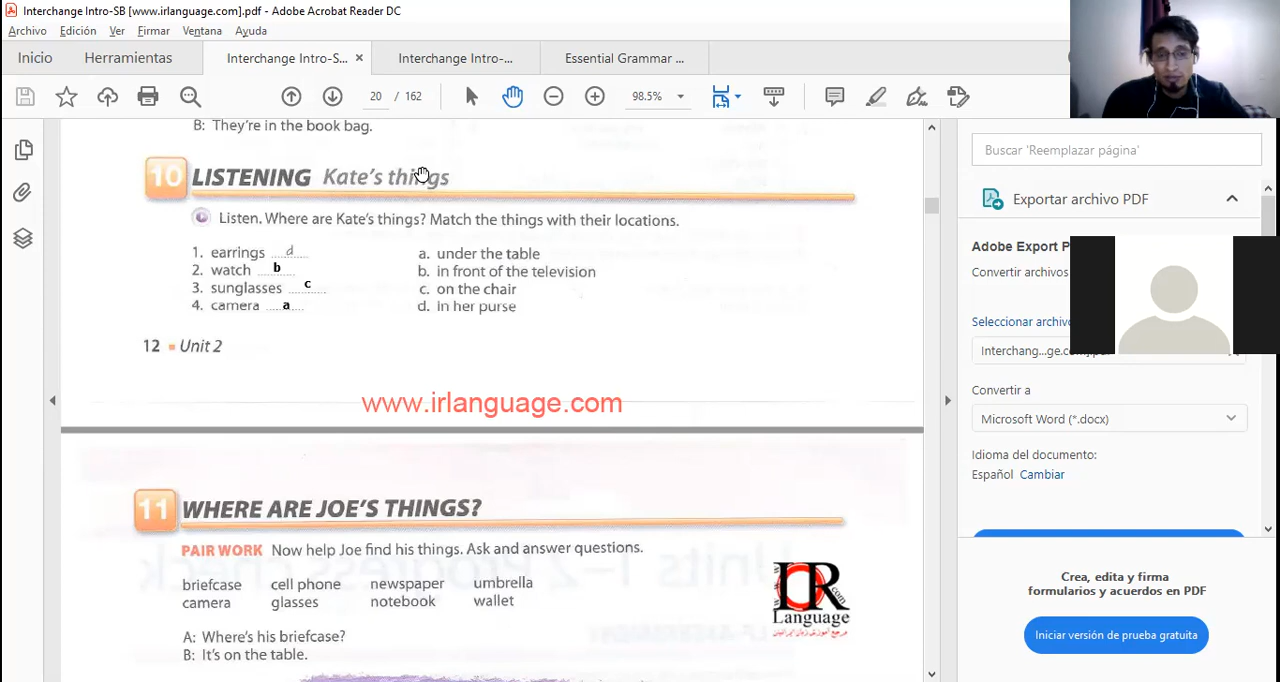 Interchange Intro-SB [www.irlanguage.com].pdf - Adobe Acrobat Reader DC
Archivo Edición Ver Firmar Ventana Ayuda
Inicio Herramientas Interchange Intro-S... × Interchange Intro-... Essential Grammar ...
20 / 162 98.5%
B: They're in the book bag.
10 LISTENING Kate's things
Listen. Where are Kate's things? Match the things with their locations.
1. earrings d a. under the table
2. watch b b. in front of the television
3. sunglasses c c. on the chair
4. camera a d. in her purse
12 ▪ Unit 2
www.irlanguage.com
11 WHERE ARE JOE'S THINGS?
PAIR WORK Now help Joe find his things. Ask and answer questions.
briefcase cell phone newspaper umbrella
camera glasses notebook wallet
A: Where's his briefcase?
B: It's on the table.
Language
Buscar 'Reemplazar página'
Exportar archivo PDF
Adobe Export P
Convertir archivos
Seleccionar archivo
Interchang...ge.com].pdf
Convertir a
Microsoft Word (*.docx)
Idioma del documento:
Español Cambiar
Crea, edita y firma
formularios y acuerdos en PDF
Iniciar versión de prueba gratuita